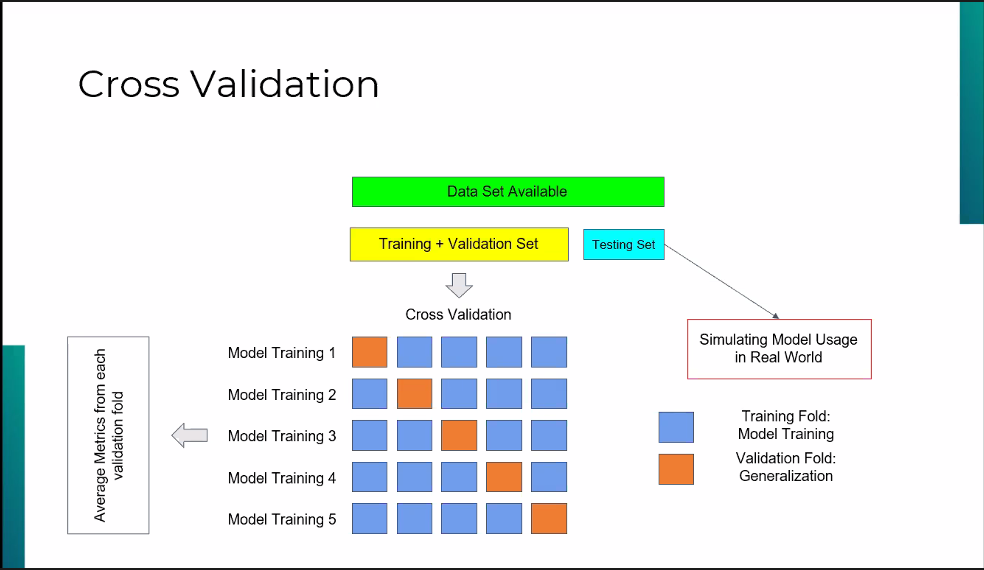 Cross Validation
Data Set Available
Training + Validation Set
Testing Set
Cross Validation
Simulating Model Usage
in Real World
Model Training 1
Model Training 2
Model Training 3
Model Training 4
Model Training 5
Average Metrics from each
validation fold
Training Fold:
Model Training
Validation Fold:
Generalization